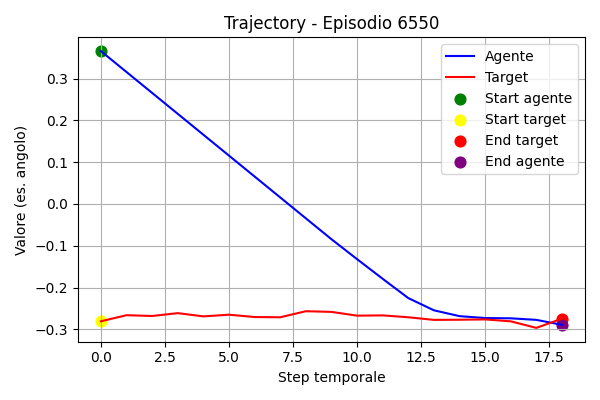 Trajectory - Episodio 6550
Valore (es. angolo)
0.3
0.2
0.1
0.0
−0.1
−0.2
−0.3
Agente
Target
Start agente
Start target
End target
End agente
0.0 2.5 5.0 7.5 10.0 12.5 15.0 17.5
Step temporale